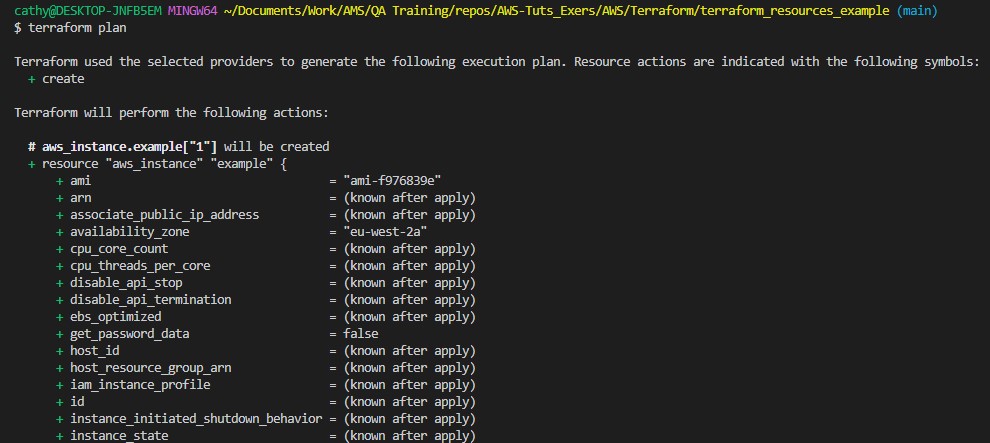 cathy@DESKTOP-JNFB5EM MINGW64 ~/Documents/Work/AMS/QA Training/repos/AWS-Tuts_Exers/AWS/Terraform/terraform_resources_example (main)
$ terraform plan
Terraform used the selected providers to generate the following execution plan. Resource actions are indicated with the following symbols:
+ create
Terraform will perform the following actions:
# aws_instance.example["1"] will be created
+ resource "aws_instance" "example" {
+ ami = "ami-f976839e"
+ arn = (known after apply)
+ associate_public_ip_address = (known after apply)
+ availability_zone = "eu-west-2a"
+ cpu_core_count = (known after apply)
+ cpu_threads_per_core = (known after apply)
+ disable_api_stop = (known after apply)
+ disable_api_termination = (known after apply)
+ ebs_optimized = (known after apply)
+ get_password_data = false
+ host_id = (known after apply)
+ host_resource_group_arn = (known after apply)
+ iam_instance_profile = (known after apply)
+ id = (known after apply)
+ instance_initiated_shutdown_behavior = (known after apply)
+ instance_state = (known after apply)